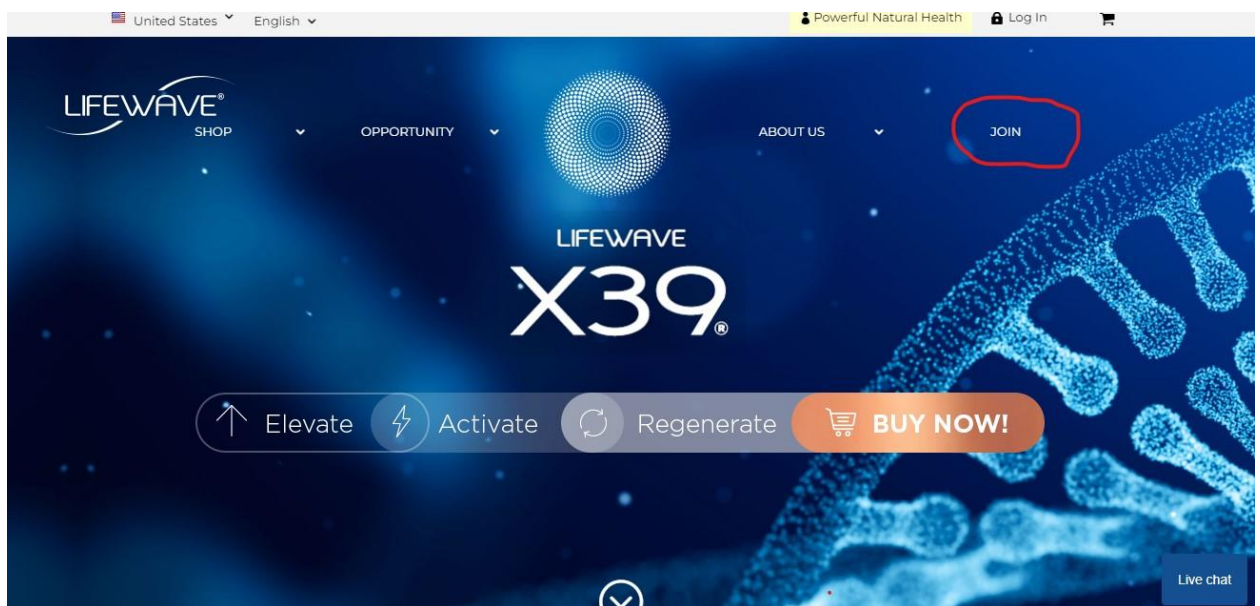 United States English Powerful Natural Health Log In
LIFEWAVE®
SHOP OPPORTUNITY ABOUT US JOIN
LIFEWAVE
X39®
Elevate Activate Regenerate BUY NOW!
Live chat